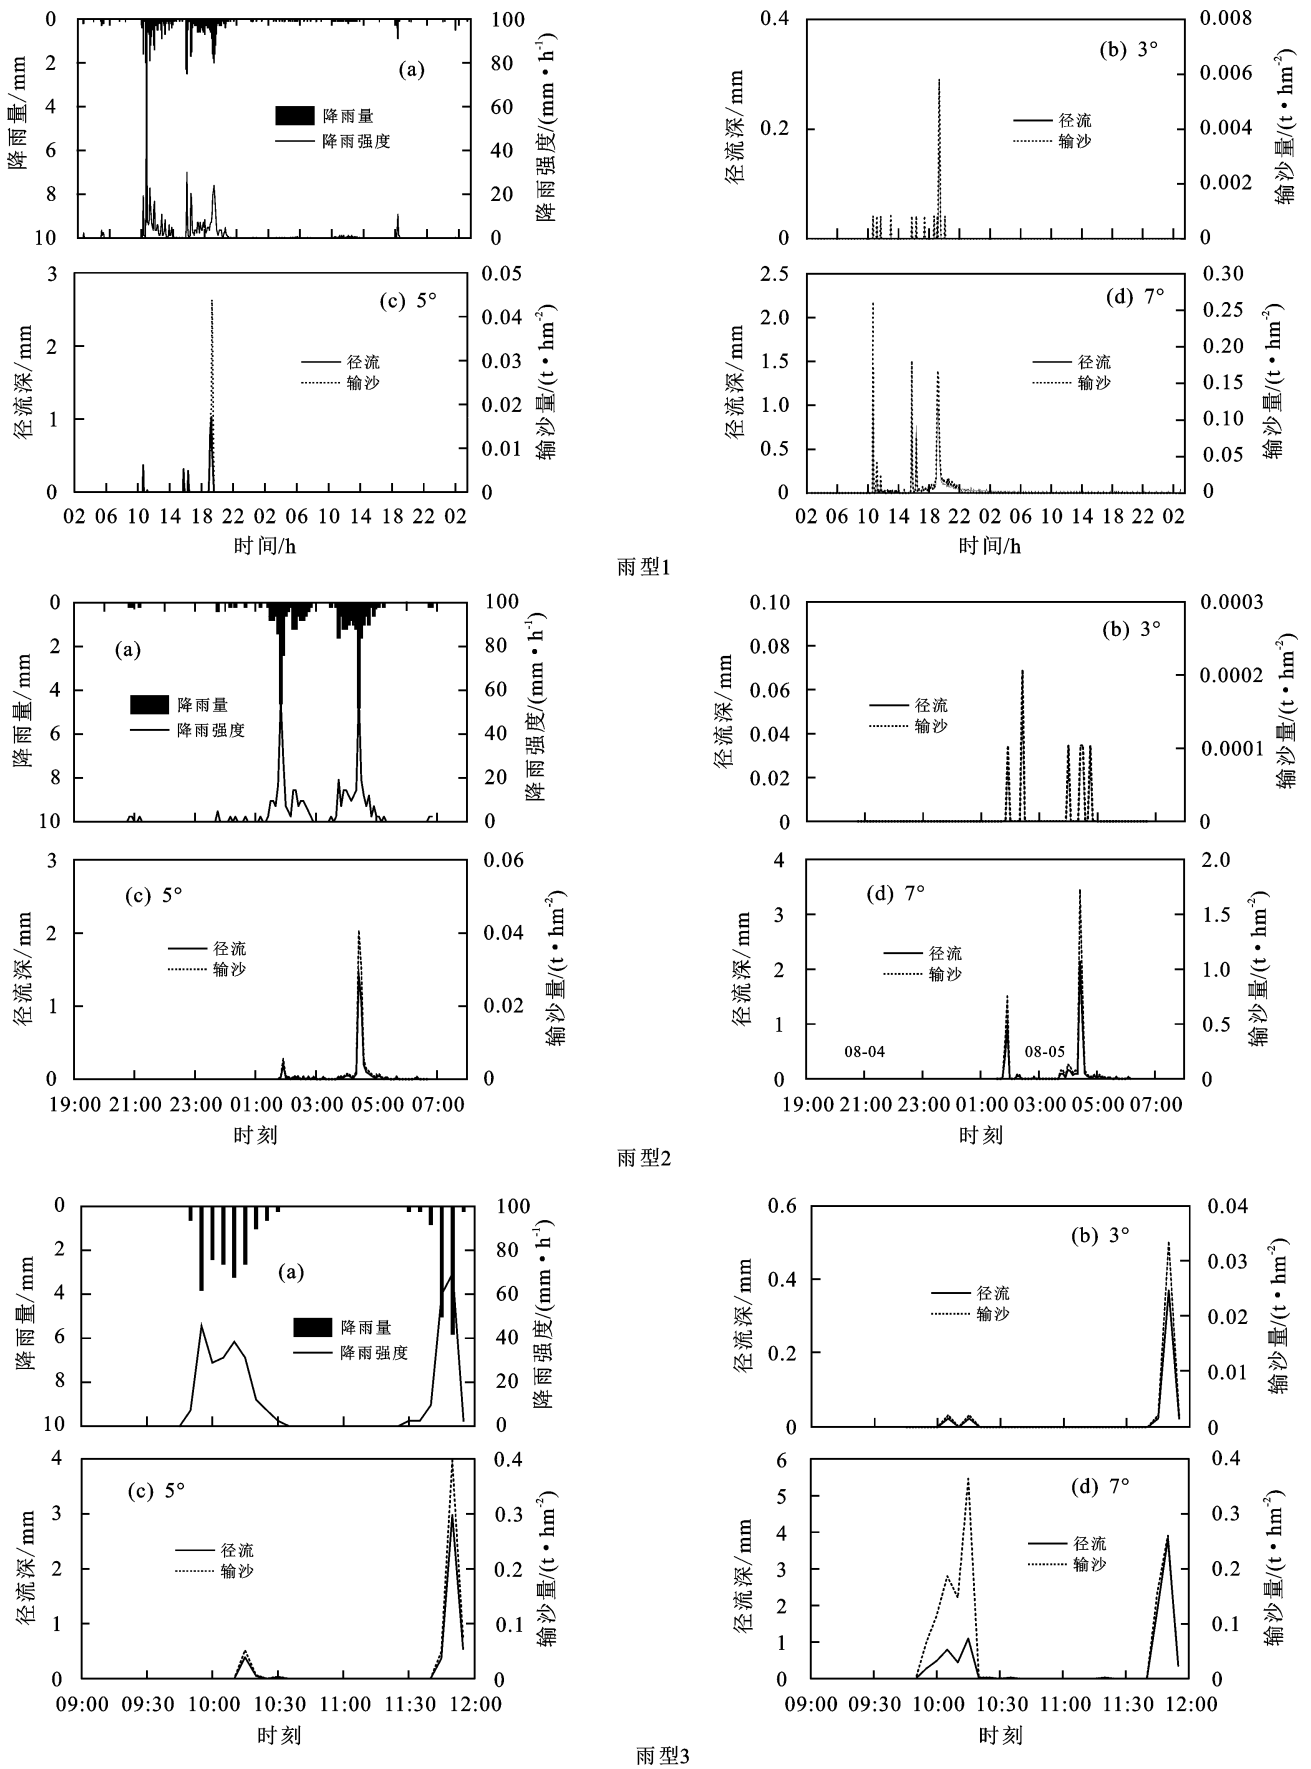 0 2 4 6 8 10
降雨量/mm
100 80 60 40 20 0
降雨强度/(mm·h⁻¹)
(a)
降雨量
降雨强度
0.4 0.2 0
径流深/mm
0.008 0.006 0.004 0.002 0
输沙量/(t·hm⁻²)
(b) 3°
径流
输沙
3 2 1 0
径流深/mm
0.05 0.04 0.03 0.02 0.01 0
输沙量/(t·hm⁻²)
(c) 5°
径流
输沙
02 06 10 14 18 22 02 06 10 14 18 22 02
时间/h
2.5 2.0 1.5 1.0 0.5 0
径流深/mm
0.30 0.25 0.20 0.15 0.10 0.05 0
输沙量/(t·hm⁻²)
(d) 7°
径流
输沙
02 06 10 14 18 22 02 06 10 14 18 22 02
时间/h
雨型1
0 2 4 6 8 10
降雨量/mm
100 80 60 40 20 0
降雨强度/(mm·h⁻¹)
(a)
降雨量
降雨强度
0.10 0.08 0.06 0.04 0.02 0
径流深/mm
0.0003 0.0002 0.0001 0
输沙量/(t·hm⁻²)
(b) 3°
径流
输沙
3 2 1 0
径流深/mm
0.06 0.04 0.02 0
输沙量/(t·hm⁻²)
(c) 5°
径流
输沙
19:00 21:00 23:00 01:00 03:00 05:00 07:00
时刻
4 3 2 1 0
径流深/mm
2.0 1.5 1.0 0.5 0
输沙量/(t·hm⁻²)
(d) 7°
径流
输沙
08-04 08-05
19:00 21:00 23:00 01:00 03:00 05:00 07:00
时刻
雨型2
0 2 4 6 8 10
降雨量/mm
100 80 60 40 20 0
降雨强度/(mm·h⁻¹)
(a)
降雨量
降雨强度
0.6 0.4 0.2 0
径流深/mm
0.04 0.03 0.02 0.01 0
输沙量/(t·hm⁻²)
(b) 3°
径流
输沙
4 3 2 1 0
径流深/mm
0.4 0.3 0.2 0.1 0
输沙量/(t·hm⁻²)
(c) 5°
径流
输沙
09:00 09:30 10:00 10:30 11:00 11:30 12:00
时刻
6 5 4 3 2 1 0
径流深/mm
0.4 0.3 0.2 0.1 0
输沙量/(t·hm⁻²)
(d) 7°
径流
输沙
09:00 09:30 10:00 10:30 11:00 11:30 12:00
时刻
雨型3